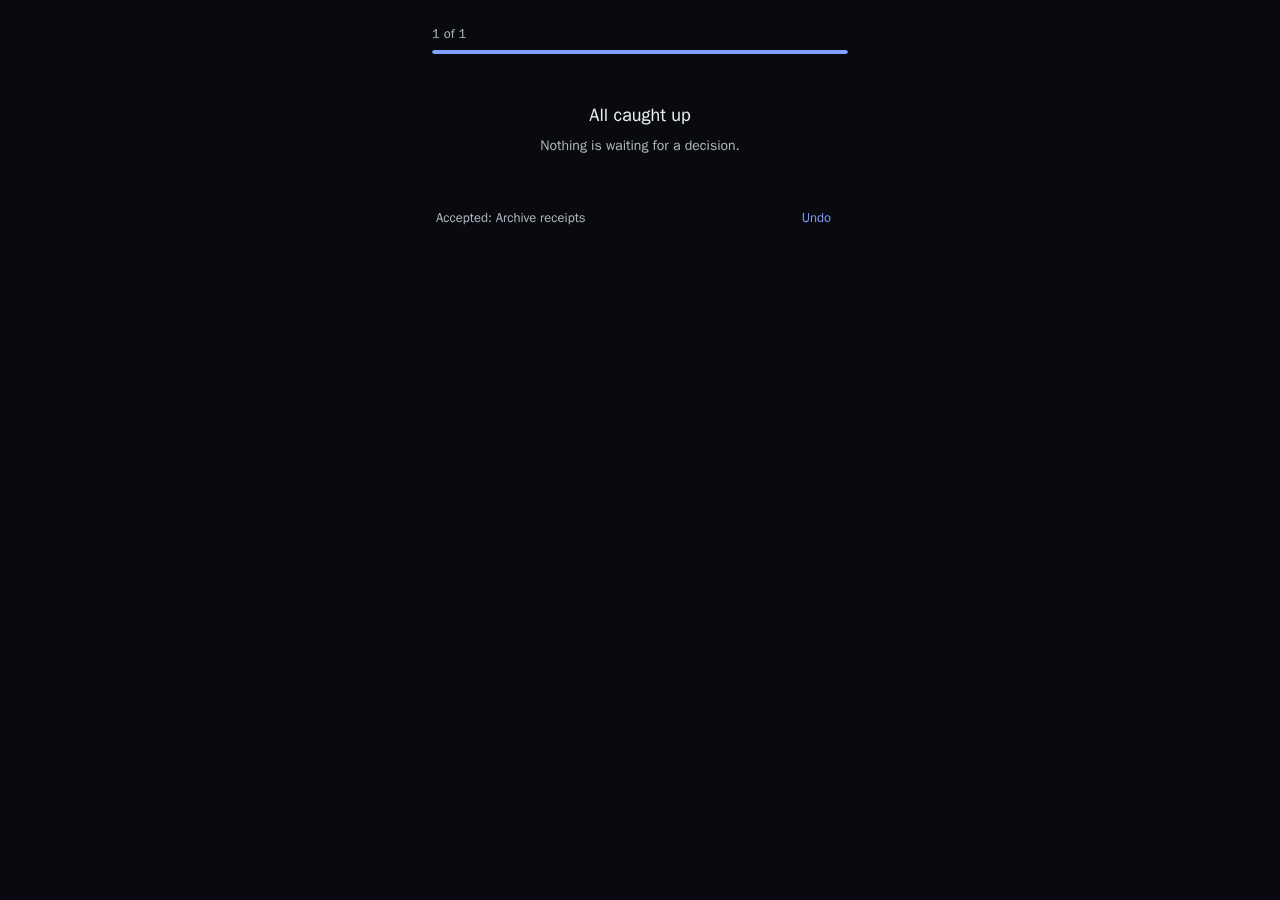 1 of 1
All caught up
Nothing is waiting for a decision.
Accepted: Archive receipts
Undo